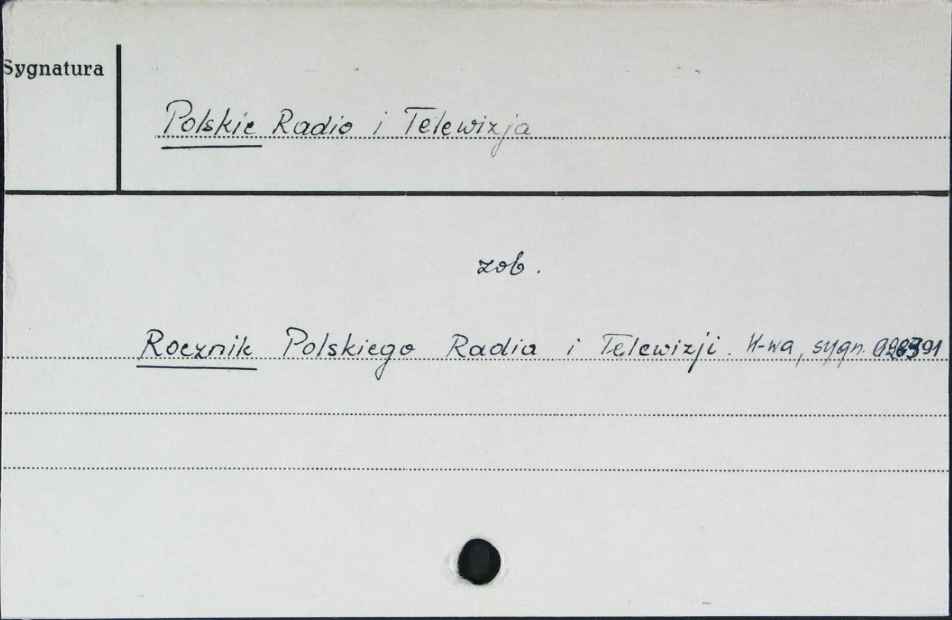 Sygnatura
Polskie Radio i Telewizja
zob.
Rocznik Polskiego Radia i Telewizji. W-wa, sygn.